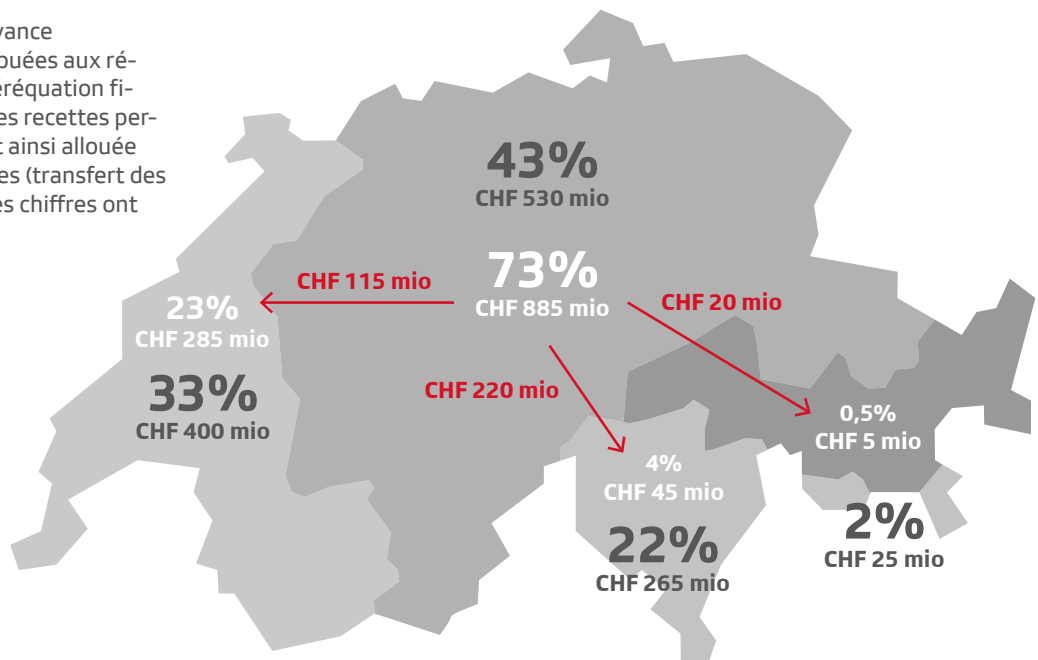 vance
ouées aux ré-
éréquation fi-
es recettes per-
t ainsi allouée
es (transfert des
es chiffres ont
43%
CHF 530 mio
73%
CHF 885 mio
CHF 115 mio
CHF 20 mio
CHF 220 mio
23%
CHF 285 mio
33%
CHF 400 mio
0,5%
CHF 5 mio
4%
CHF 45 mio
2%
CHF 25 mio
22%
CHF 265 mio